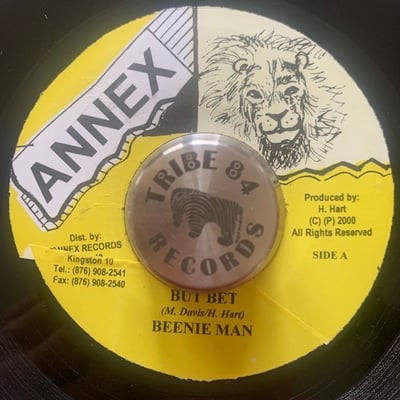 ANNEX
TRIBE 84
RECORDS
Dist. by:
ANNEX RECORDS
Kingston 10
Tel.: (876) 908-2541
Fax: (876) 908-2540
Produced by:
H. Hart
(C) (P) 2000
All Rights Reserved
SIDE A
BUT BET
(M. Davis/H. Hart)
BEENIE MAN